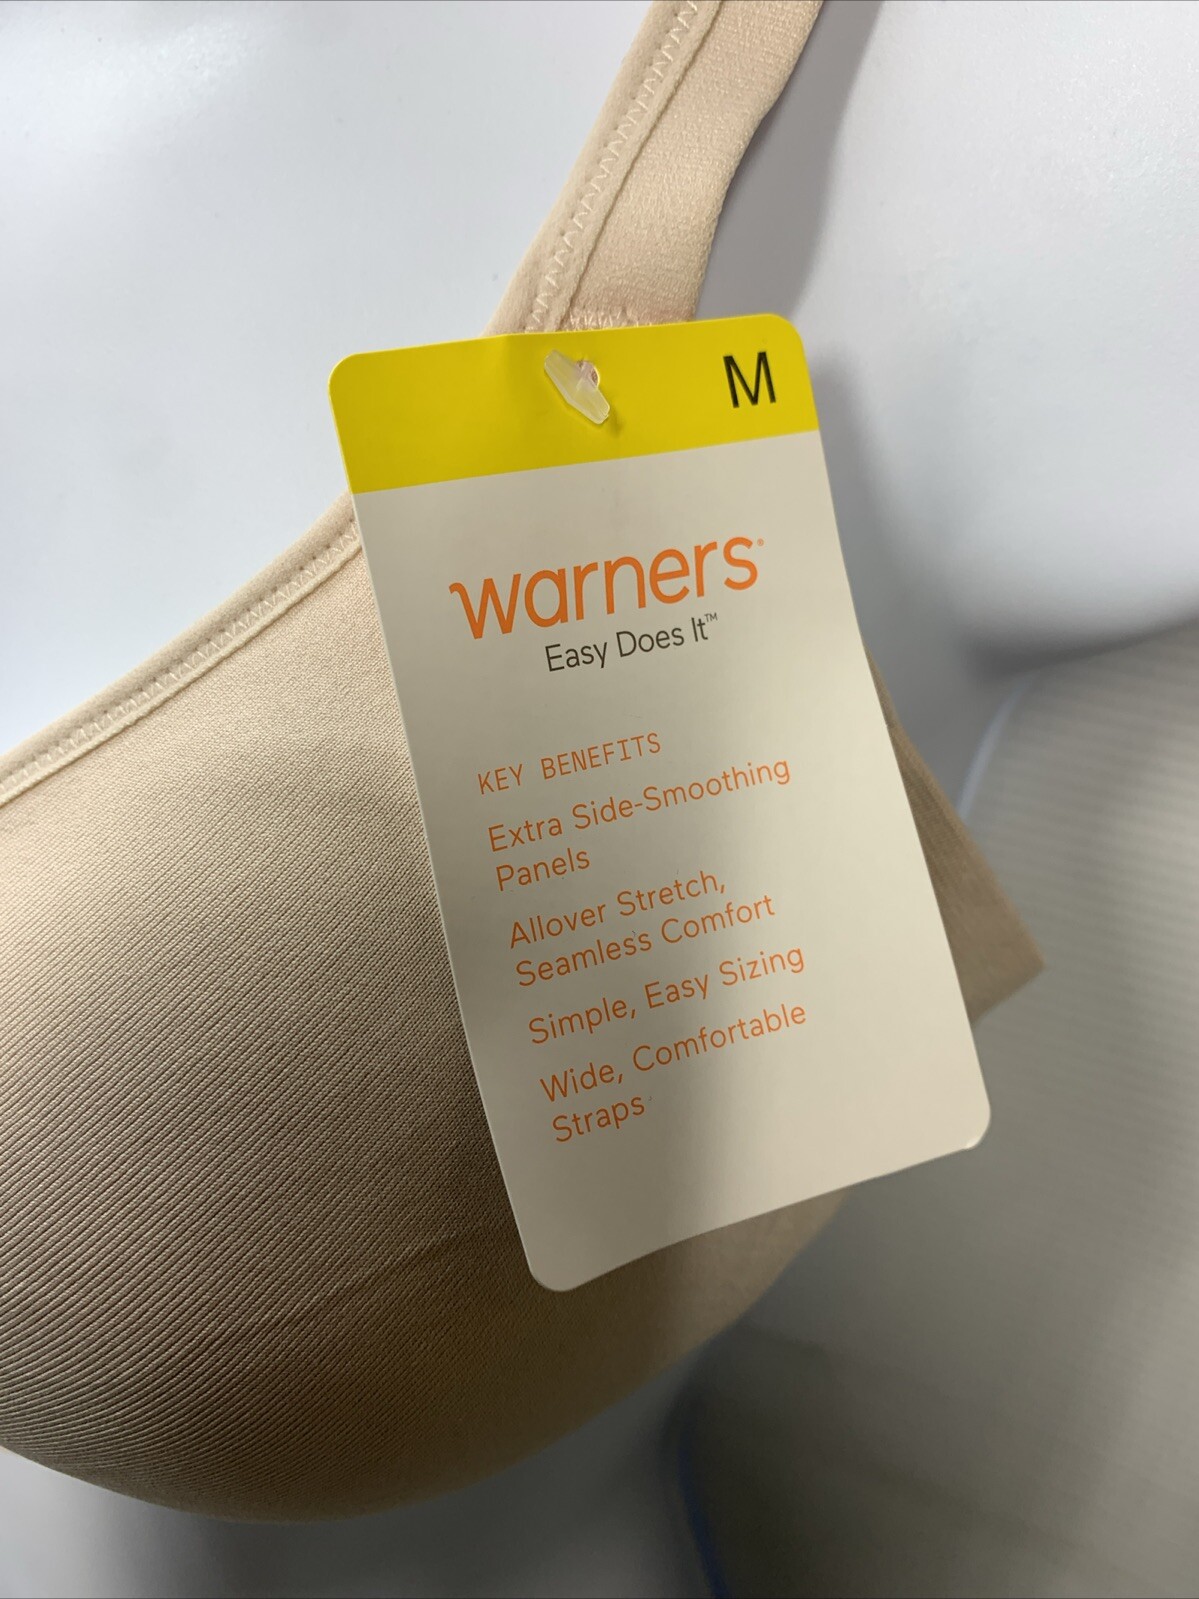 M
warners®
Easy Does It™
KEY BENEFITS
Extra Side-Smoothing
Panels
Allover Stretch,
Seamless Comfort
Simple, Easy Sizing
Wide, Comfortable
Straps